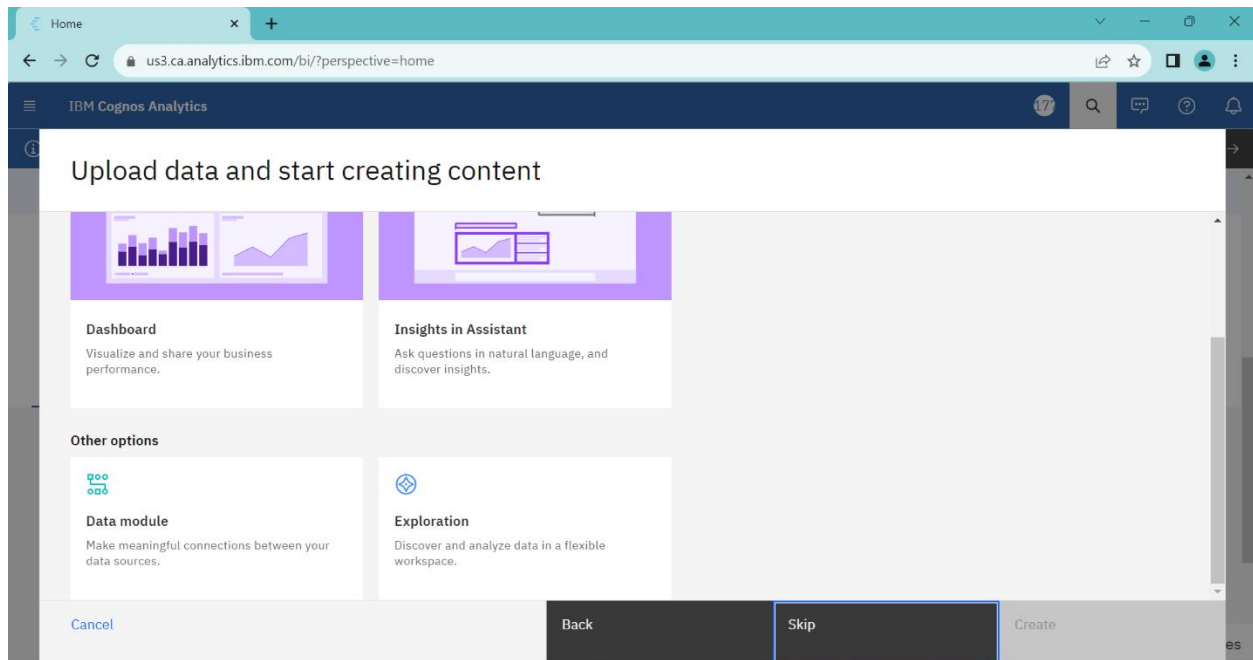 Home
us3.ca.analytics.ibm.com/bi/?perspective=home
IBM Cognos Analytics
Upload data and start creating content
Dashboard
Visualize and share your business
performance.
Insights in Assistant
Ask questions in natural language, and
discover insights.
Other options
Data module
Make meaningful connections between your
data sources.
Exploration
Discover and analyze data in a flexible
workspace.
Cancel
Back
Skip
Create
es